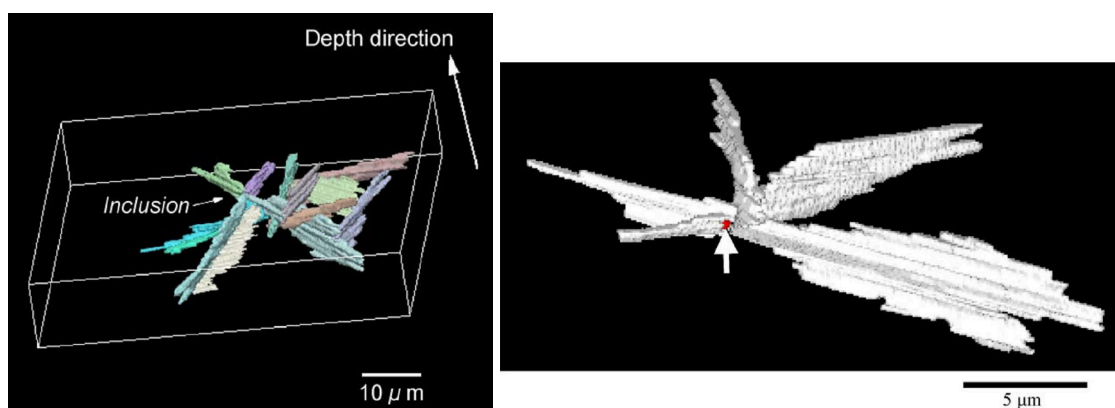 Depth direction
Inclusion
10 μ m
5 μm